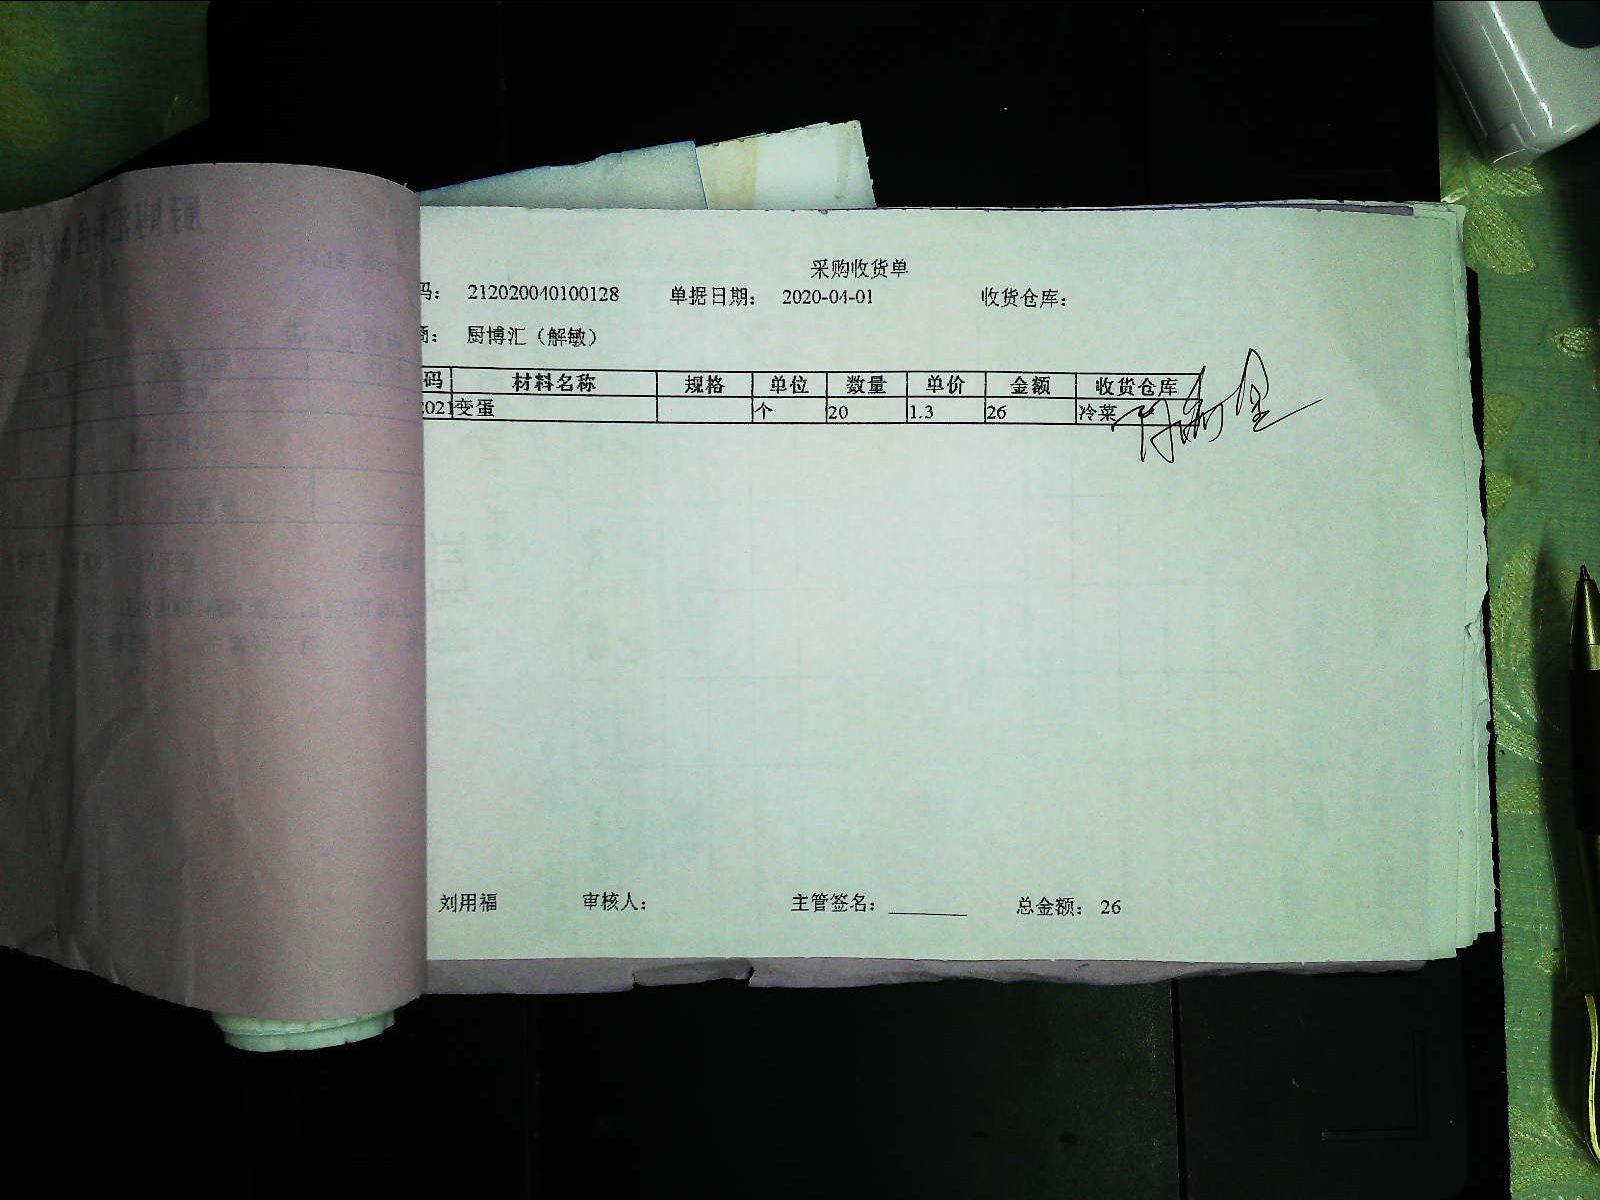 采购收货单
码： 212020040100128 单据日期： 2020-04-01 收货仓库：
商： 厨博汇（解敏）
码 材料名称 规格 单位 数量 单价 金额 收货仓库
2021 变蛋 个 20 1.3 26 冷菜
刘用福 审核人： 主管签名：________ 总金额： 26